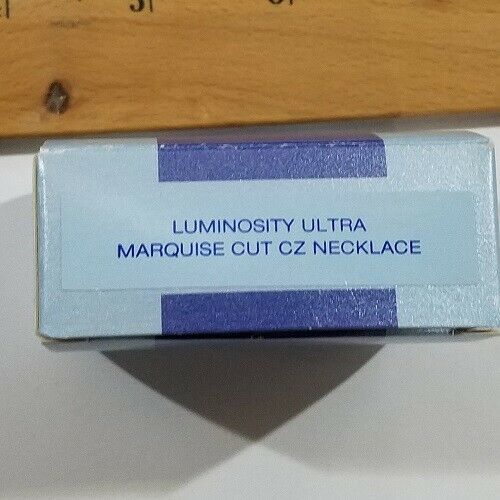 LUMINOSITY ULTRA
MARQUISE CUT CZ NECKLACE